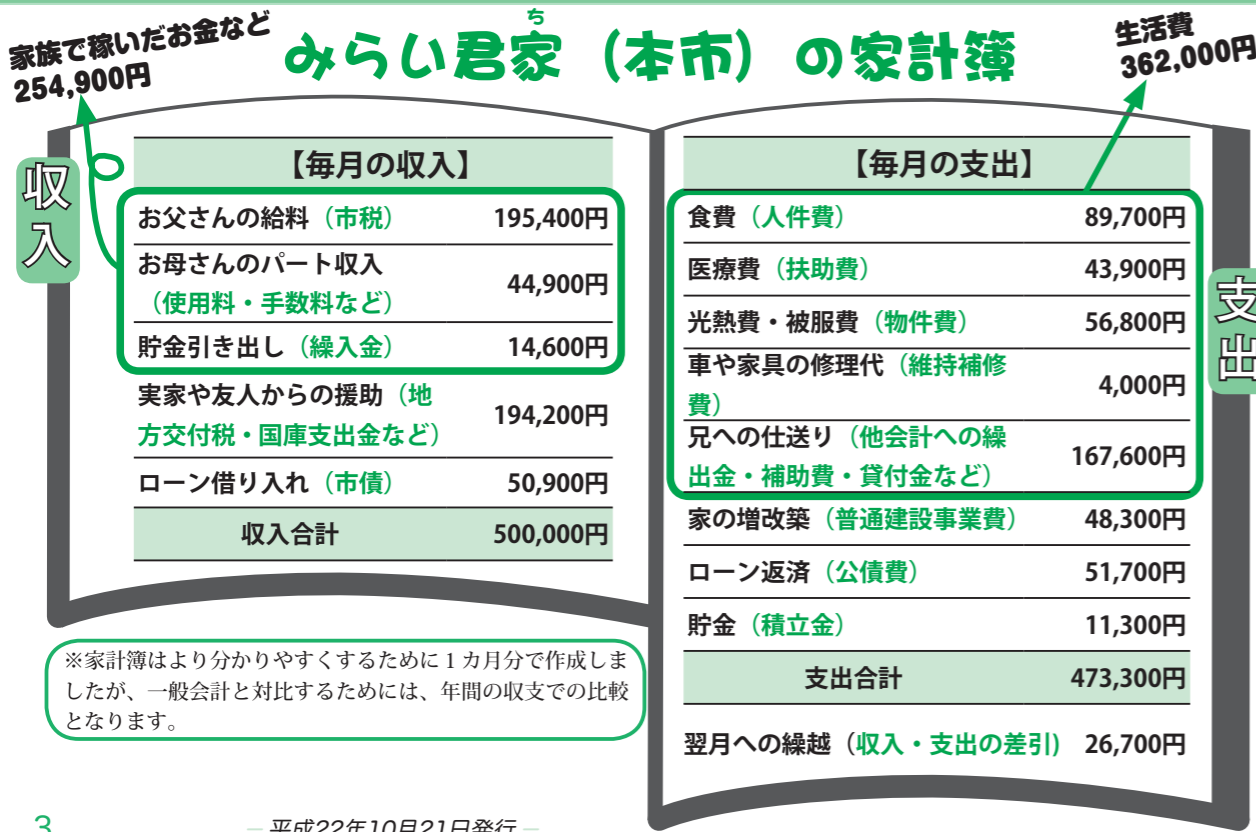 家族で稼いだお金など
254,900円
ち
みらい君家（本市）の家計簿
生活費
362,000円
収入
【毎月の収入】
お父さんの給料（市税） 195,400円
お母さんのパート収入
（使用料・手数料など） 44,900円
貯金引き出し（繰入金） 14,600円
実家や友人からの援助（地
方交付税・国庫支出金など） 194,200円
ローン借り入れ（市債） 50,900円
収入合計 500,000円
※家計簿はより分かりやすくするために１カ月分で作成しま
したが、一般会計と対比するためには、年間の収支での比較
となります。
【毎月の支出】
食費（人件費） 89,700円
医療費（扶助費） 43,900円
光熱費・被服費（物件費） 56,800円
車や家具の修理代（維持補修
費） 4,000円
兄への仕送り（他会計への繰
出金・補助費・貸付金など） 167,600円
家の増改築（普通建設事業費） 48,300円
ローン返済（公債費） 51,700円
貯金（積立金） 11,300円
支出合計 473,300円
翌月への繰越（収入・支出の差引) 26,700円
支出
3
− 平成22年10月21日発行 −